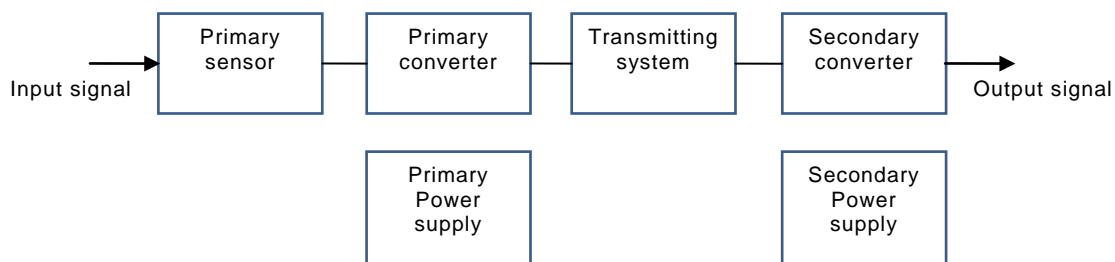 Input signal
Primary
sensor
Primary
converter
Transmitting
system
Secondary
converter
Output signal
Primary
Power
supply
Secondary
Power
supply